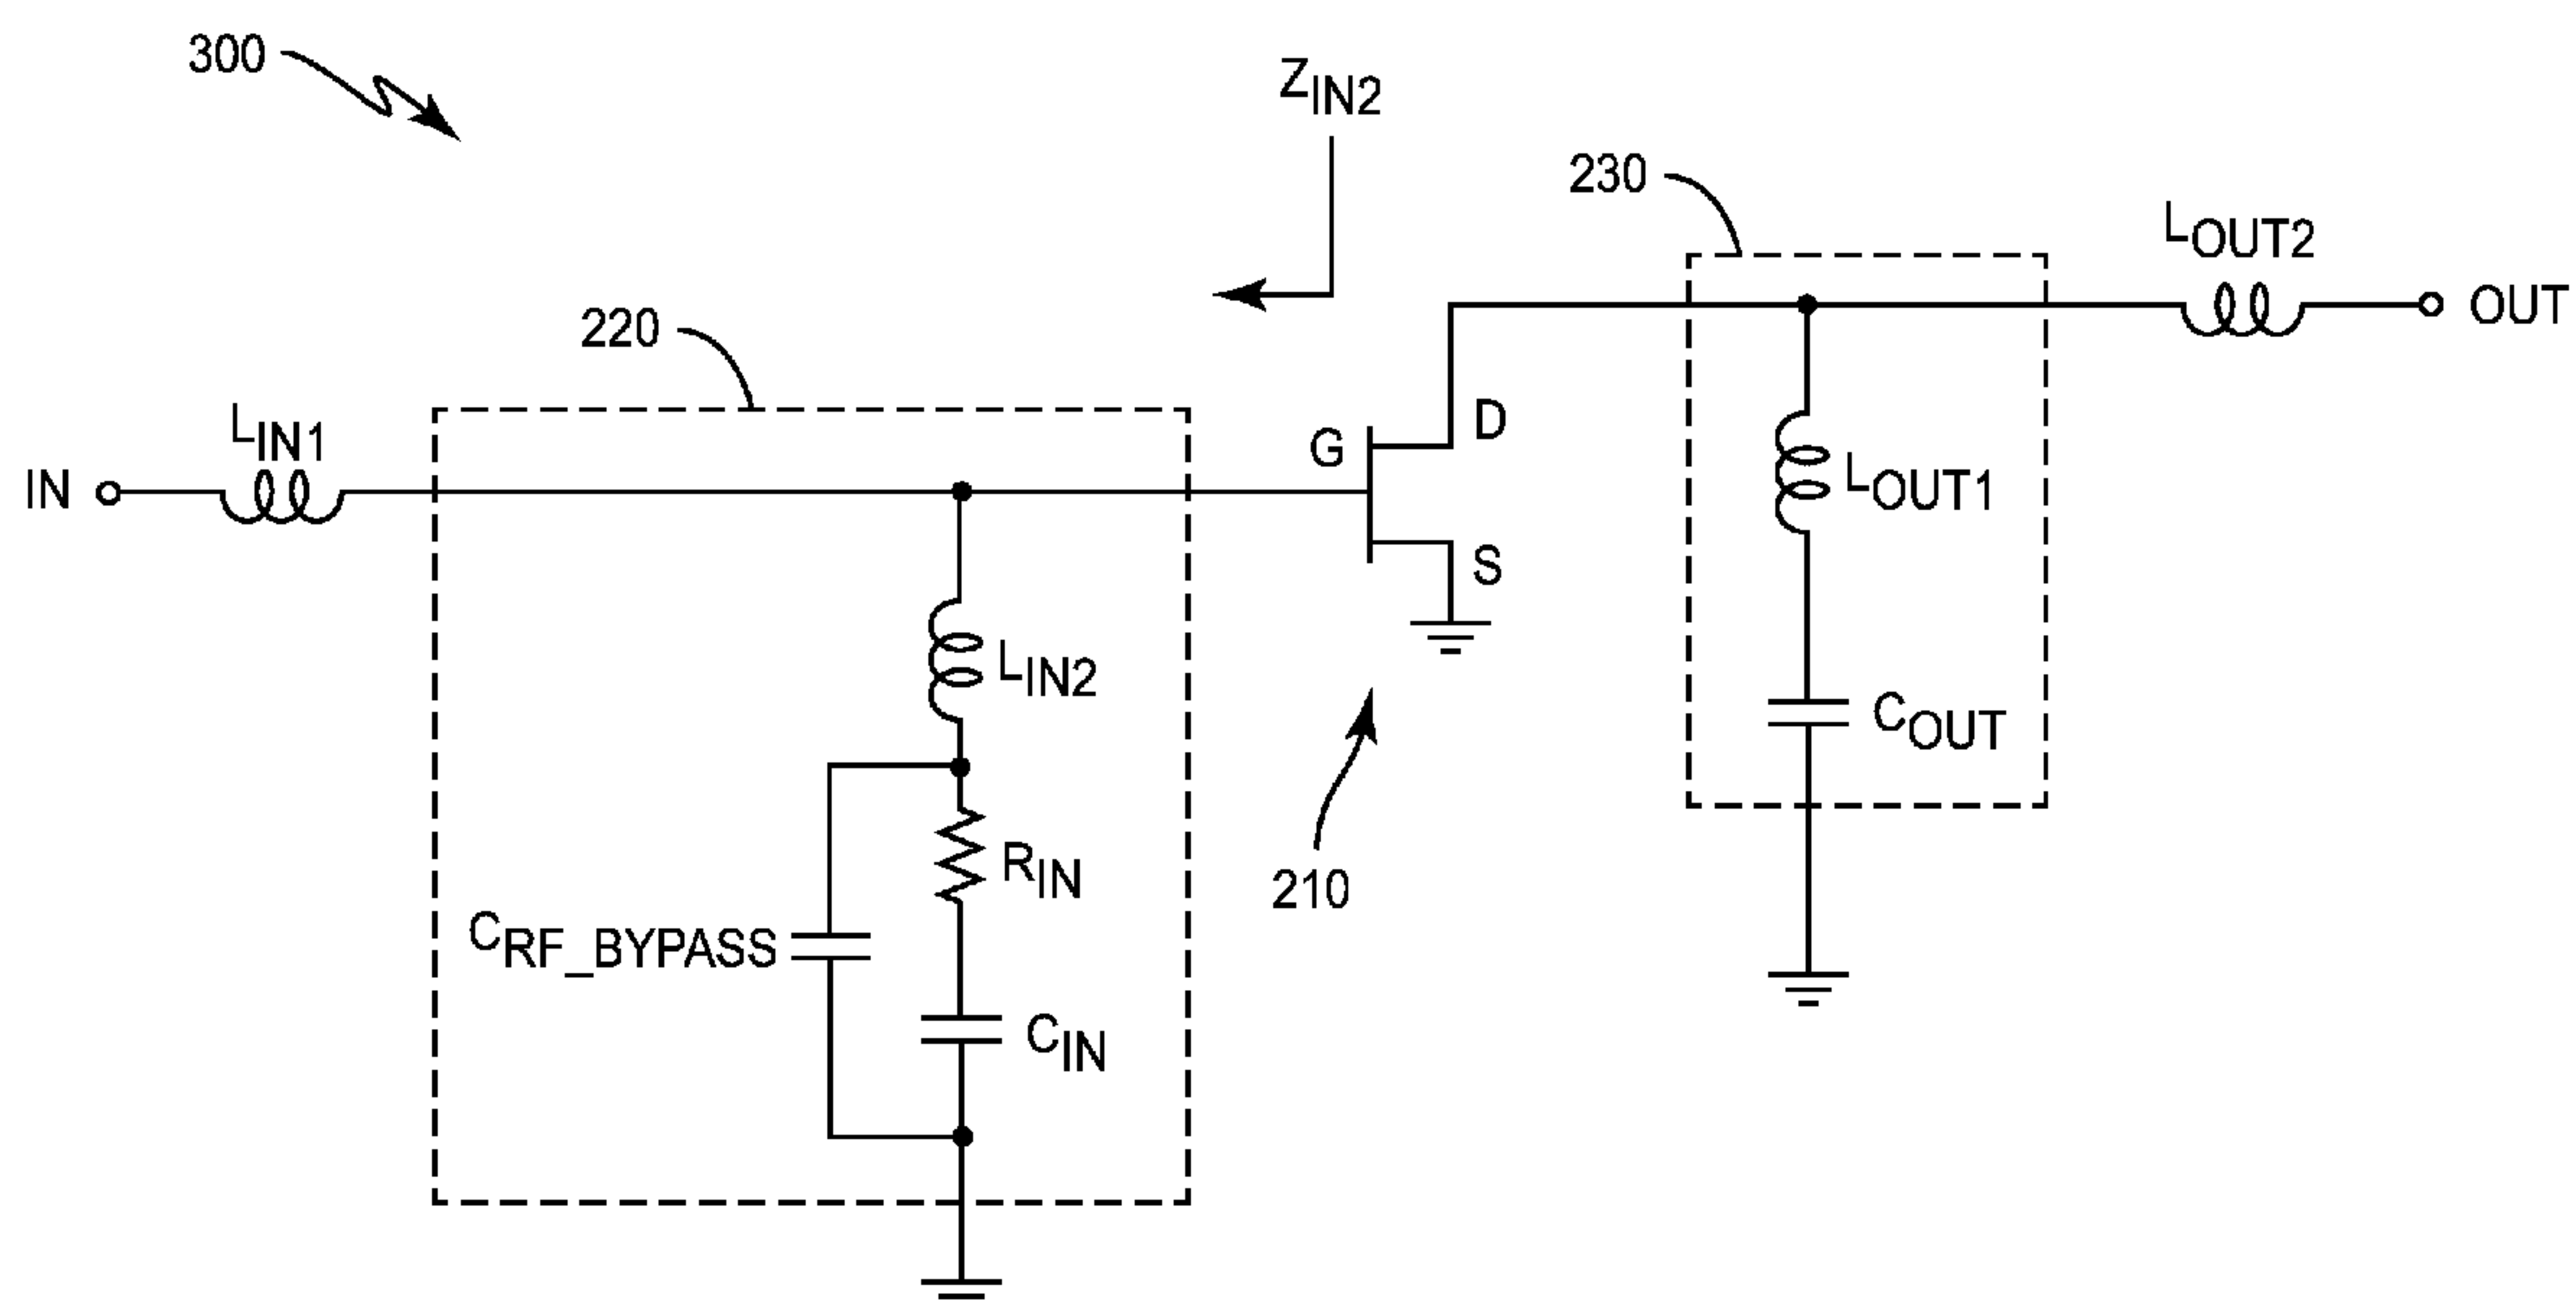 300
Z_IN2
230
L_OUT2
OUT
220
L_IN1
IN
G
D
S
L_OUT1
L_IN2
C_OUT
R_IN
210
C_RF_BYPASS
C_IN